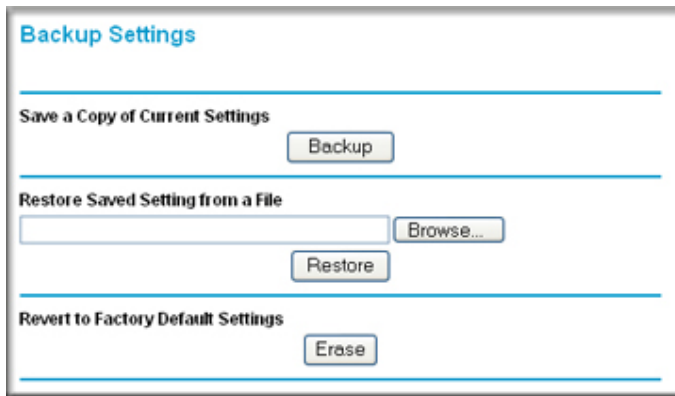 Backup Settings
Save a Copy of Current Settings
Backup
Restore Saved Setting from a File
Browse...
Restore
Revert to Factory Default Settings
Erase